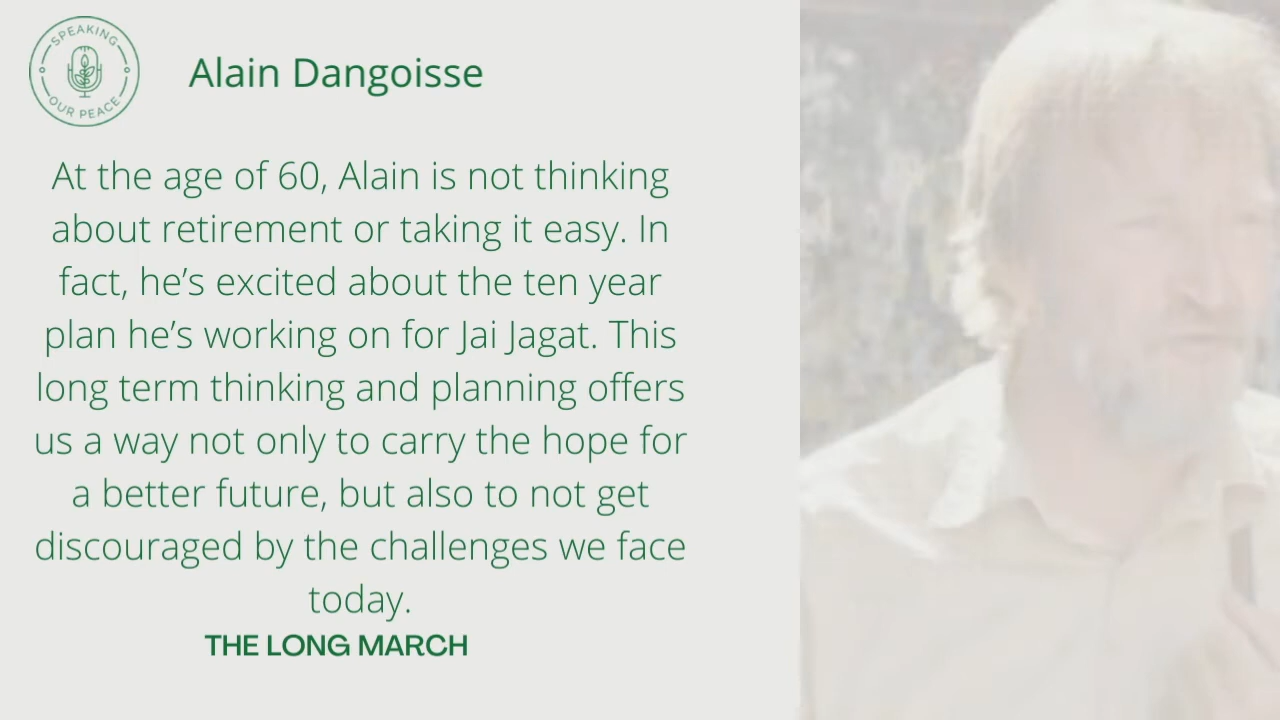 SPEAKING
OUR PEACE
Alain Dangoisse
At the age of 60, Alain is not thinking
about retirement or taking it easy. In
fact, he’s excited about the ten year
plan he’s working on for Jai Jagat. This
long term thinking and planning offers
us a way not only to carry the hope for
a better future, but also to not get
discouraged by the challenges we face
today.
THE LONG MARCH